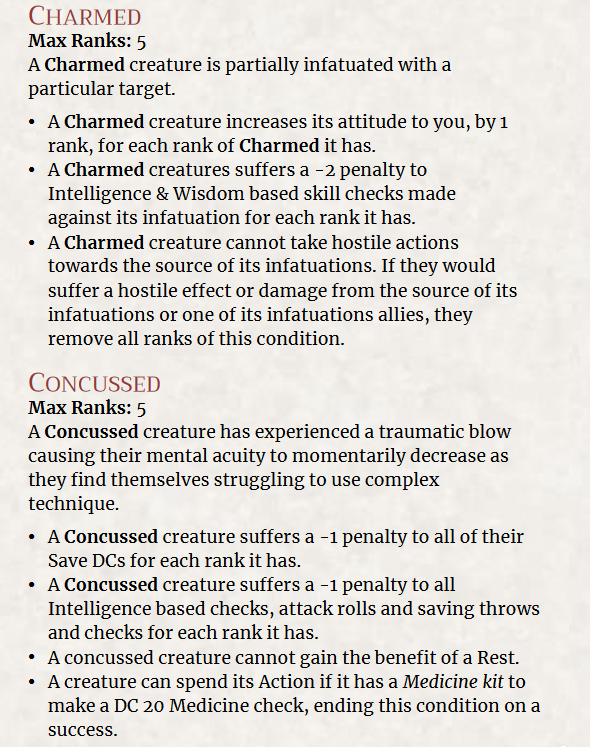 CHARMED
Max Ranks: 5
A Charmed creature is partially infatuated with a
particular target.
• A Charmed creature increases its attitude to you, by 1
rank, for each rank of Charmed it has.
• A Charmed creatures suffers a -2 penalty to
Intelligence & Wisdom based skill checks made
against its infatuation for each rank it has.
• A Charmed creature cannot take hostile actions
towards the source of its infatuations. If they would
suffer a hostile effect or damage from the source of its
infatuations or one of its infatuations allies, they
remove all ranks of this condition.
CONCUSSED
Max Ranks: 5
A Concussed creature has experienced a traumatic blow
causing their mental acuity to momentarily decrease as
they find themselves struggling to use complex
technique.
• A Concussed creature suffers a -1 penalty to all of their
Save DCs for each rank it has.
• A Concussed creature suffers a -1 penalty to all
Intelligence based checks, attack rolls and saving throws
and checks for each rank it has.
• A concussed creature cannot gain the benefit of a Rest.
• A creature can spend its Action if it has a Medicine kit to
make a DC 20 Medicine check, ending this condition on a
success.